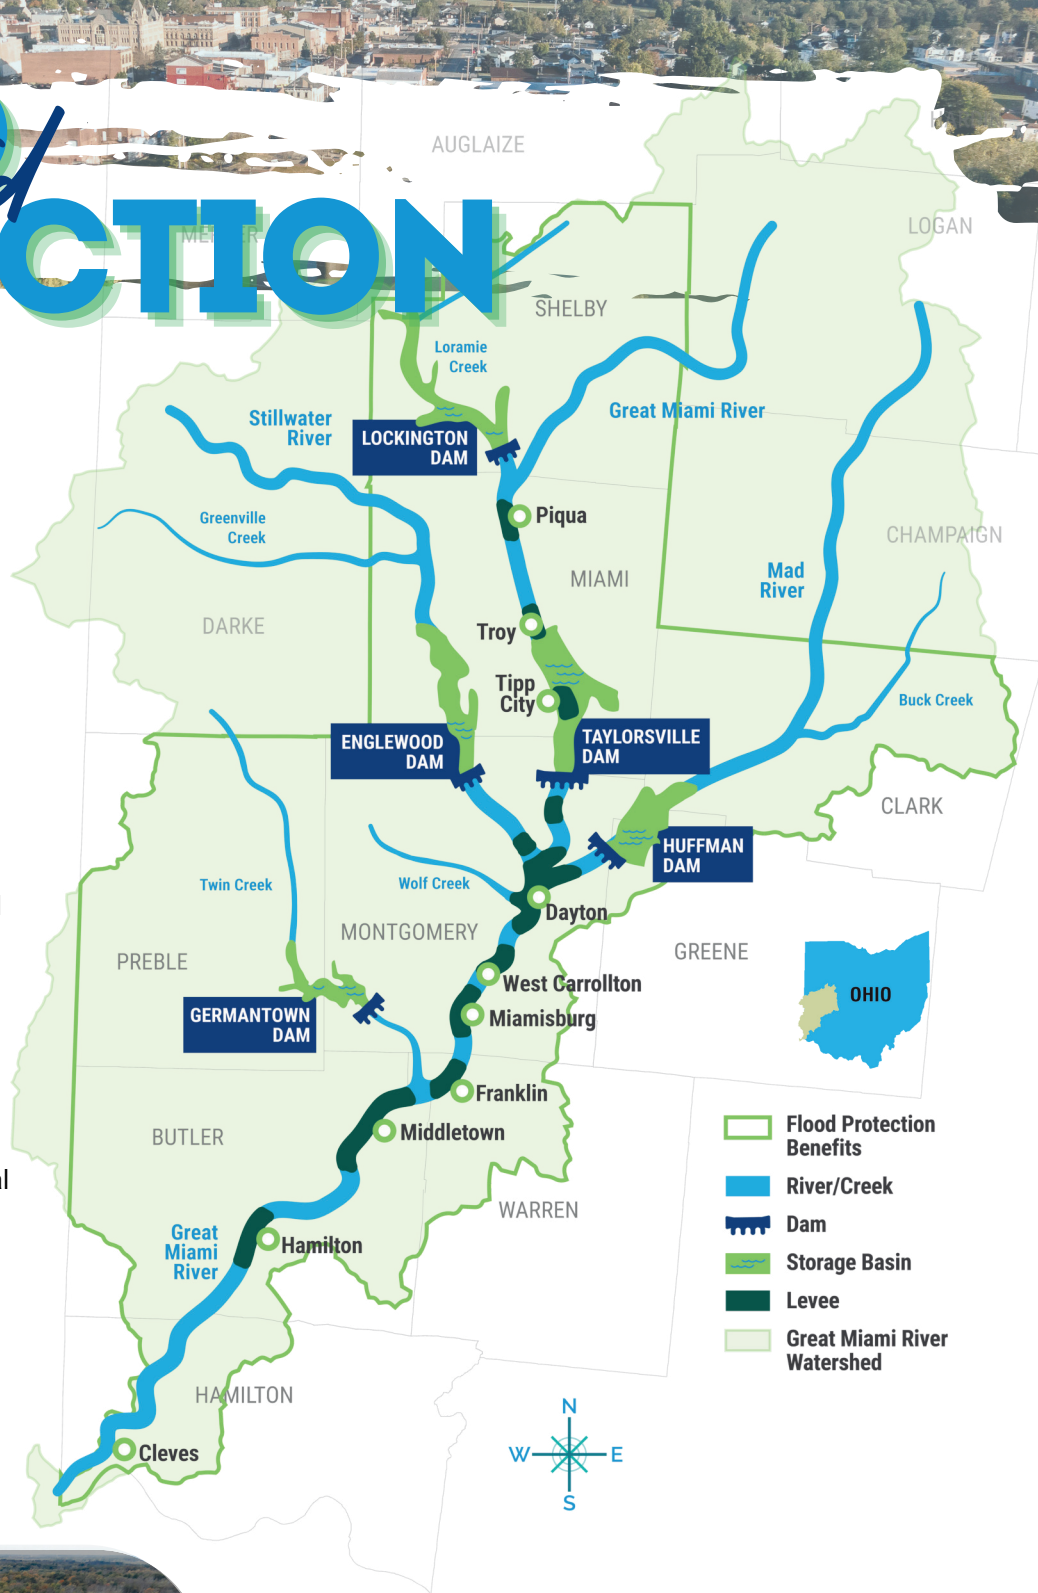 AUGLAIZE
LOGAN
MERCER
CTION
SHELBY
Loramie
Creek
Great Miami River
Stillwater
River
LOCKINGTON
DAM
Greenville
Creek
Piqua
CHAMPAIGN
MIAMI
Mad
River
DARKE
Troy
Tipp
City
Buck Creek
ENGLEWOOD
DAM
TAYLORSVILLE
DAM
CLARK
HUFFMAN
DAM
Twin Creek
Wolf Creek
Dayton
MONTGOMERY
GREENE
PREBLE
West Carrollton
OHIO
GERMANTOWN
DAM
Miamisburg
Franklin
Middletown
BUTLER
WARREN
Great
Miami
River
Hamilton
HAMILTON
Cleves
Flood Protection
Benefits
River/Creek
Dam
Storage Basin
Levee
Great Miami River
Watershed
N
W
E
S